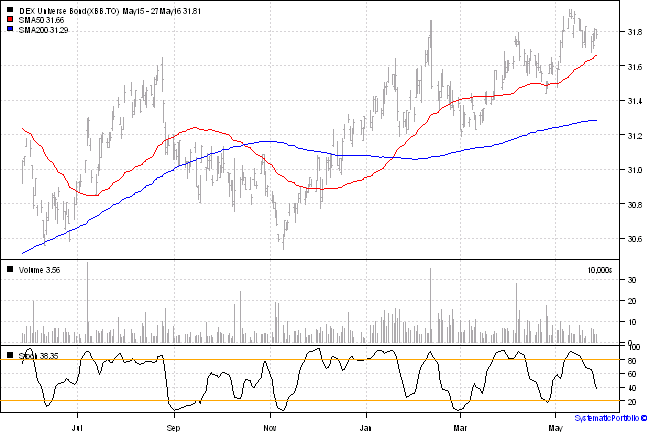 DEX Universe Bond(XBB.TO) May15 - 27May16 31.81
SMA50 31.66
SMA200 31.29
31.8
31.6
31.4
31.2
31.0
30.8
30.6
Volume 3.56
10,000s
30
20
10
0
Stoch 38.35
100
80
60
40
20
Jul
Sep
Nov
Jan
Mar
May
SystematicPortfolio ©